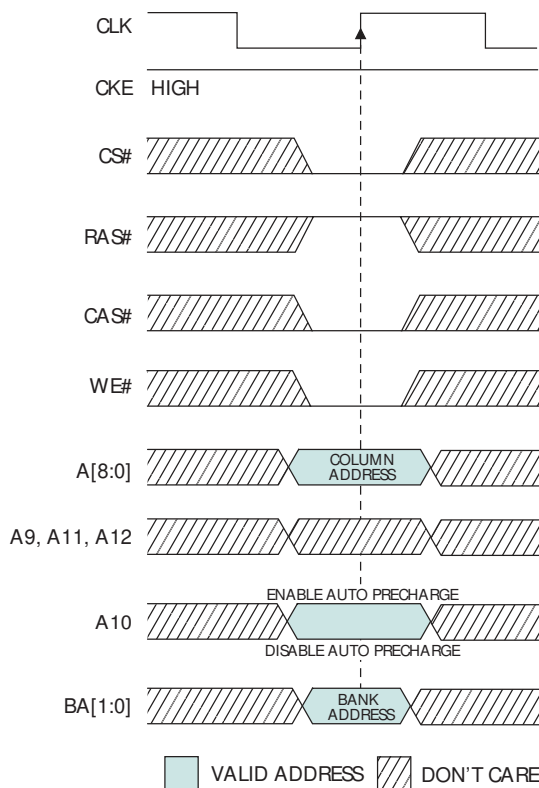 CLK
CKE HIGH
CS#
RAS#
CAS#
WE#
A[8:0]
COLUMN
ADDRESS
A9, A11, A12
ENABLE AUTO PRECHARGE
A10
DISABLE AUTO PRECHARGE
BA[1:0]
BANK
ADDRESS
VALID ADDRESS
DON'T CARE